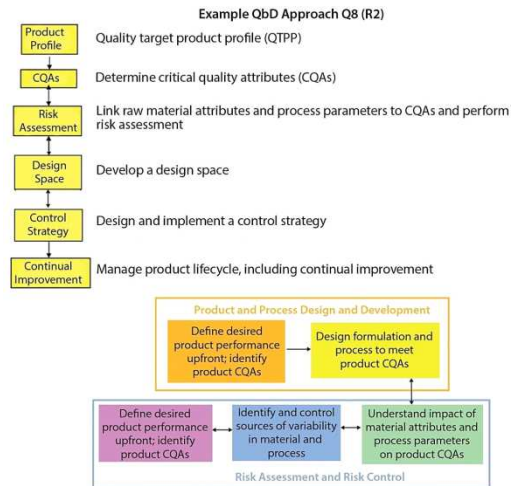 Example QbD Approach Q8 (R2)
Product
Profile
Quality target product profile (QTPP)
CQAs
Determine critical quality attributes (CQAs)
Risk
Assessment
Link raw material attributes and process parameters to CQAs and perform
risk assessment
Design
Space
Develop a design space
Control
Strategy
Design and implement a control strategy
Continual
Improvement
Manage product lifecycle, including continual improvement
Product and Process Design and Development
Define desired
product performance
upfront; identify
product CQAs
Design formulation and
process to meet
product CQAs
Define desired
product performance
upfront; identify
product CQAs
Identify and control
sources of variability
in material and
process
Understand impact of
material attributes and
process parameters
on product CQAs
Risk Assessment and Risk Control